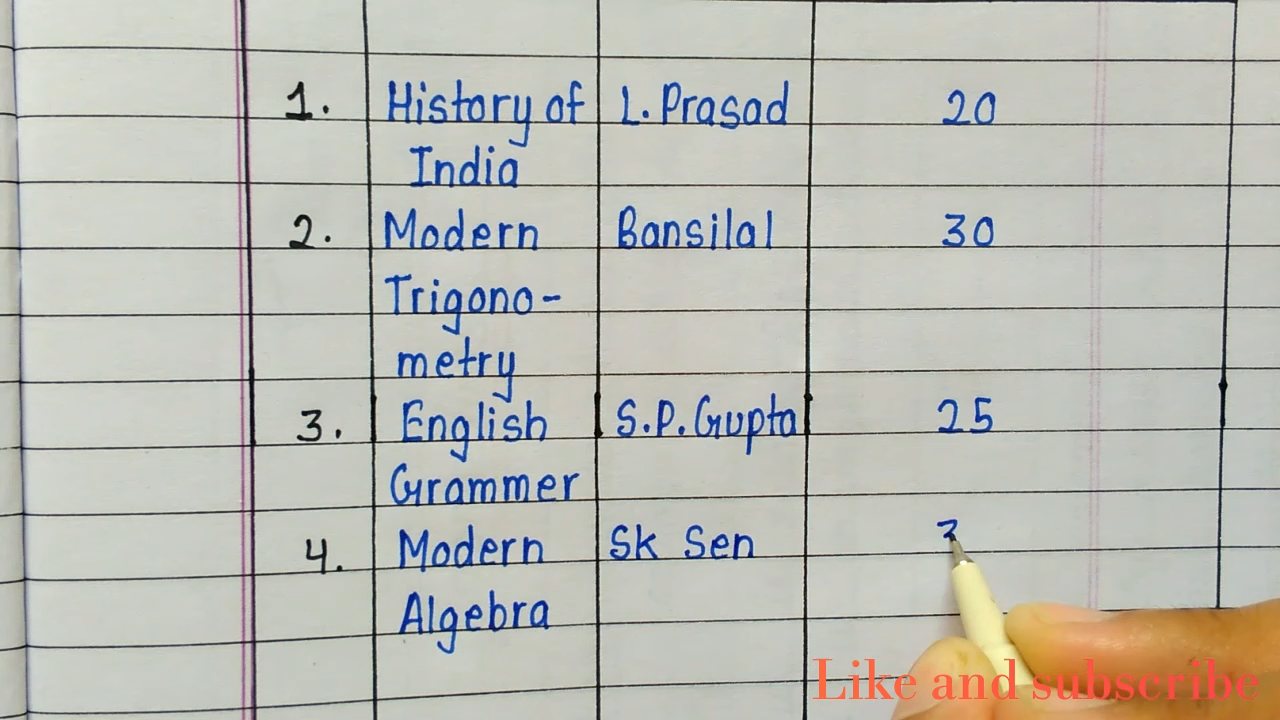 1. History of L. Prasad 20
India
2. Modern Bansilal 30
Trigono-
metry
3. English S.P. Gupta 25
Grammer
4. Modern Sk Sen
Algebra
Like and subscribe